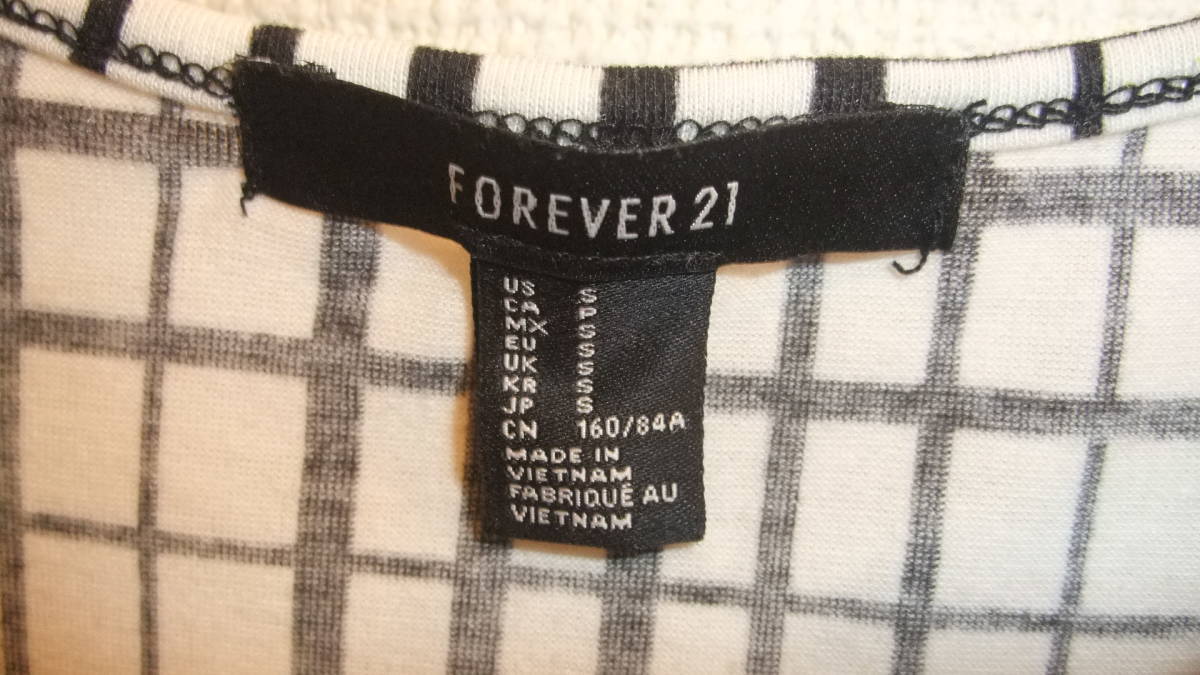 FOREVER 21
US S
CA P
MX S
EU S
UK S
KR S
JP S
CN 160/84A
MADE IN
VIETNAM
FABRIQUÉ AU
VIETNAM